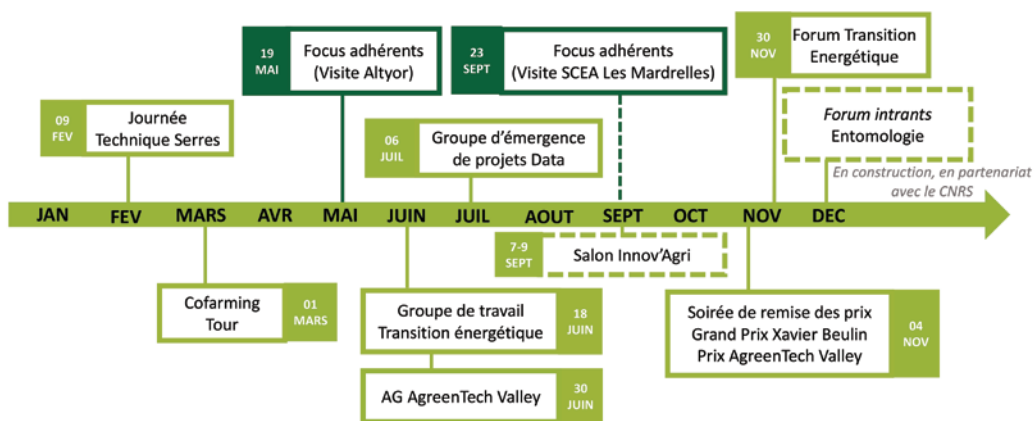 19
MAI
Focus adhérents
(Visite Altyor)
23
SEPT
Focus adhérents
(Visite SCEA Les Mardrelles)
30
NOV
Forum Transition
Energétique
09
FEV
Journée
Technique Serres
06
JUIL
Groupe d'émergence
de projets Data
Forum intrants
Entomologie
En construction, en partenariat
avec le CNRS
JAN FEV MARS AVR MAI JUIN JUIL AOUT SEPT OCT NOV DEC
7-9
SEPT
Salon Innov'Agri
Cofarming
Tour
01
MARS
Groupe de travail
Transition énergétique
18
JUIN
AG AgreenTech Valley
30
JUIN
Soirée de remise des prix
Grand Prix Xavier Beulin
Prix AgreenTech Valley
04
NOV